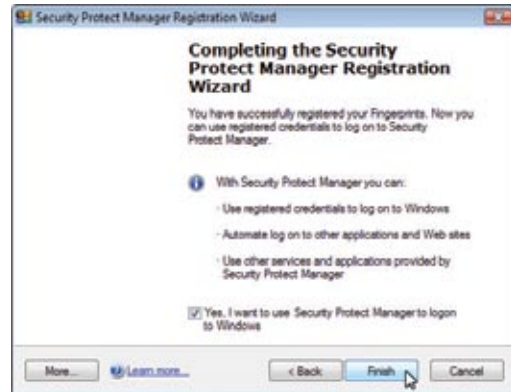 Security Protect Manager Registration Wizard
Completing the Security
Protect Manager Registration
Wizard
You have successfully registered your Fingerprints. Now you
can use registered credentials to log on to Security
Protect Manager.
With Security Protect Manager you can:
· Use registered credentials to log on to Windows
· Automate log on to other applications and Web sites
· Use other services and applications provided by
Security Protect Manager
Yes, I want to use Security Protect Manager to logon
to Windows
More... Learn more... < Back Finish Cancel